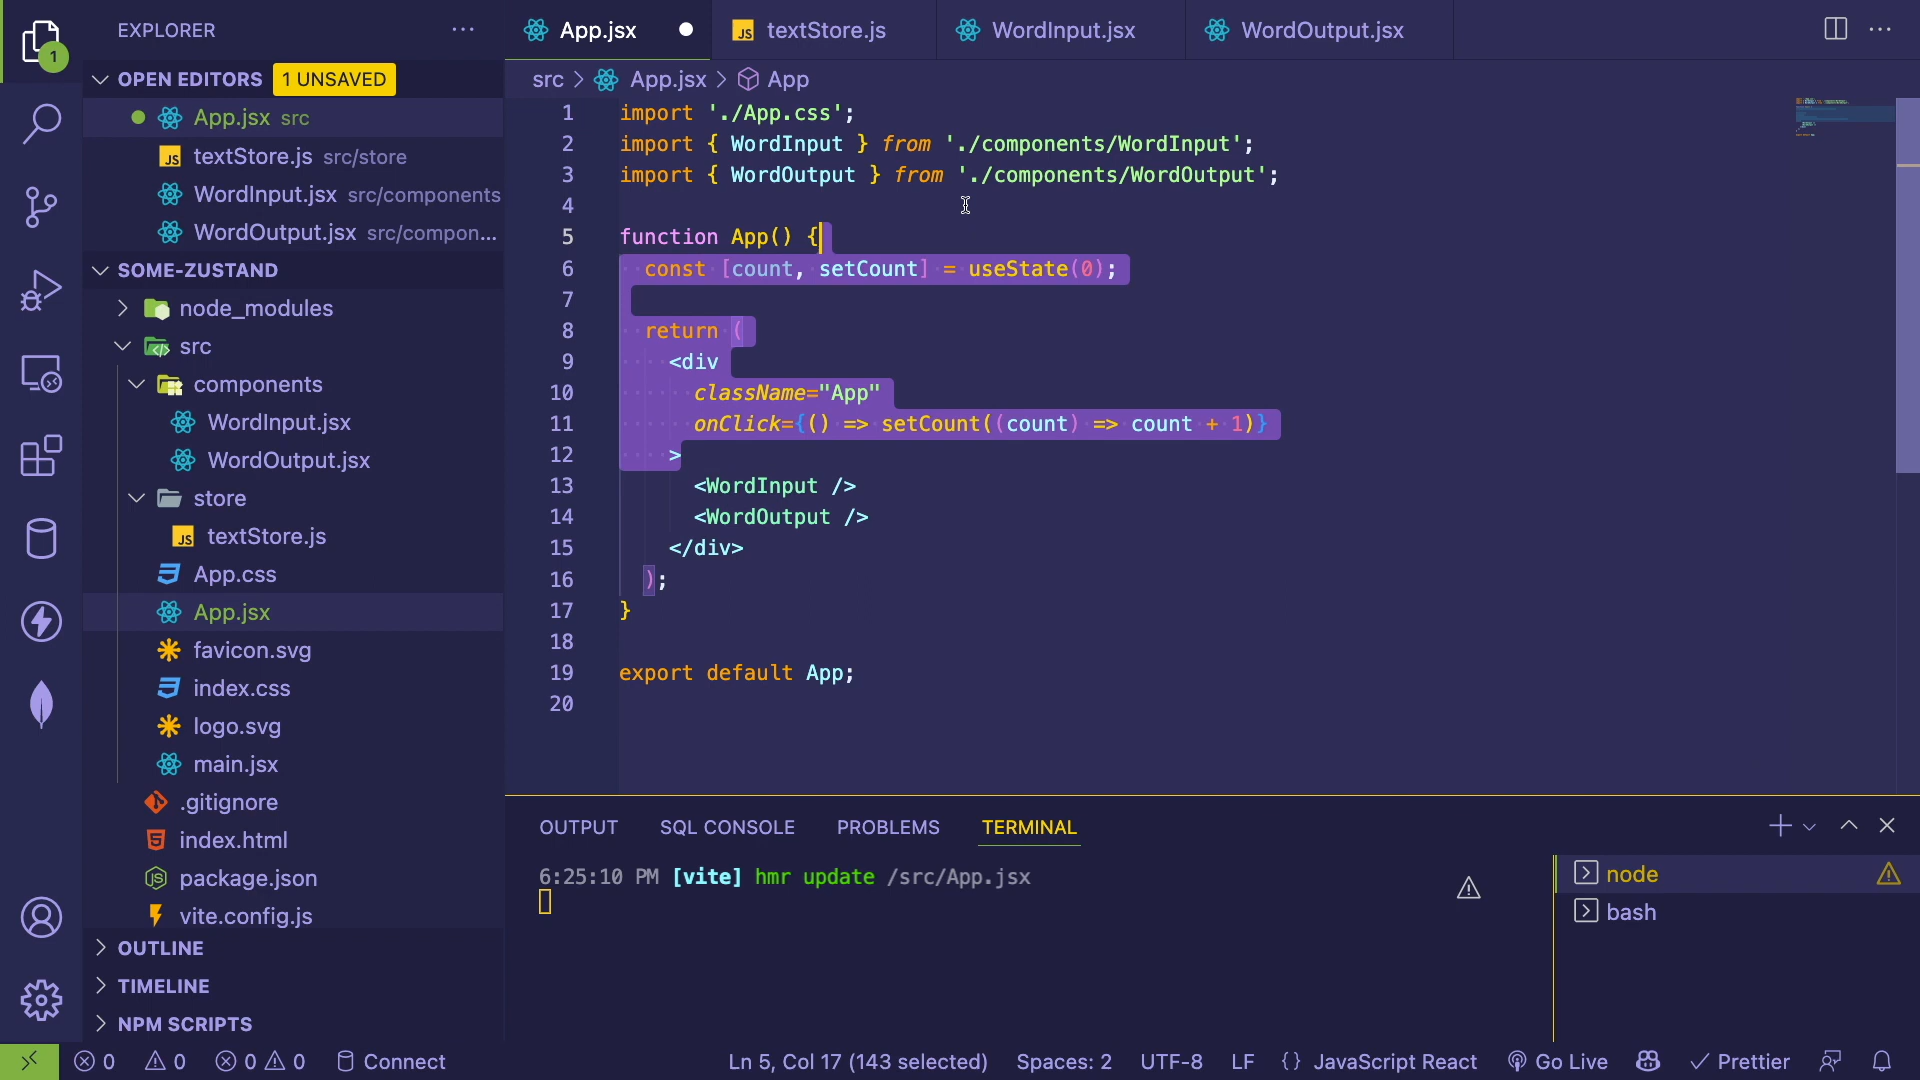 EXPLORER
App.jsx
JS textStore.js
WordInput.jsx
WordOutput.jsx
1
OPEN EDITORS 1 UNSAVED
App.jsx src
JS textStore.js src/store
WordInput.jsx src/components
WordOutput.jsx src/compon...
SOME-ZUSTAND
node_modules
src
components
WordInput.jsx
WordOutput.jsx
store
JS textStore.js
App.css
App.jsx
favicon.svg
index.css
logo.svg
main.jsx
.gitignore
index.html
package.json
vite.config.js
OUTLINE
TIMELINE
NPM SCRIPTS
src > App.jsx > App
1 import './App.css';
2 import { WordInput } from './components/WordInput';
3 import { WordOutput } from './components/WordOutput';
4
5 function App() {
6 const [count, setCount] = useState(0);
7
8 return (
9 <div
10 className="App"
11 onClick={() => setCount((count) => count + 1)}
12 >
13 <WordInput />
14 <WordOutput />
15 </div>
16 );
17 }
18
19 export default App;
20
OUTPUT SQL CONSOLE PROBLEMS TERMINAL
6:25:10 PM [vite] hmr update /src/App.jsx
node
bash
0 0 0 0 Connect
Ln 5, Col 17 (143 selected) Spaces: 2 UTF-8 LF {} JavaScript React Go Live Prettier